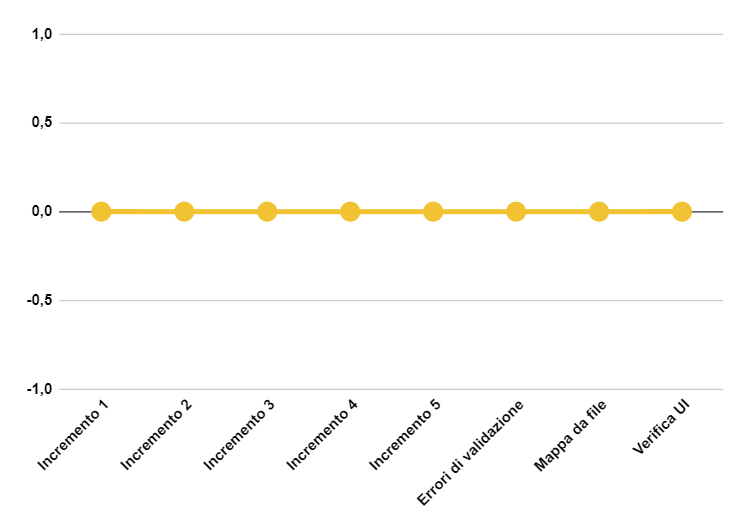 1,0
0,5
0,0
-0,5
-1,0
Incremento 1
Incremento 2
Incremento 3
Incremento 4
Incremento 5
Errori di validazione
Mappa da file
Verifica UI